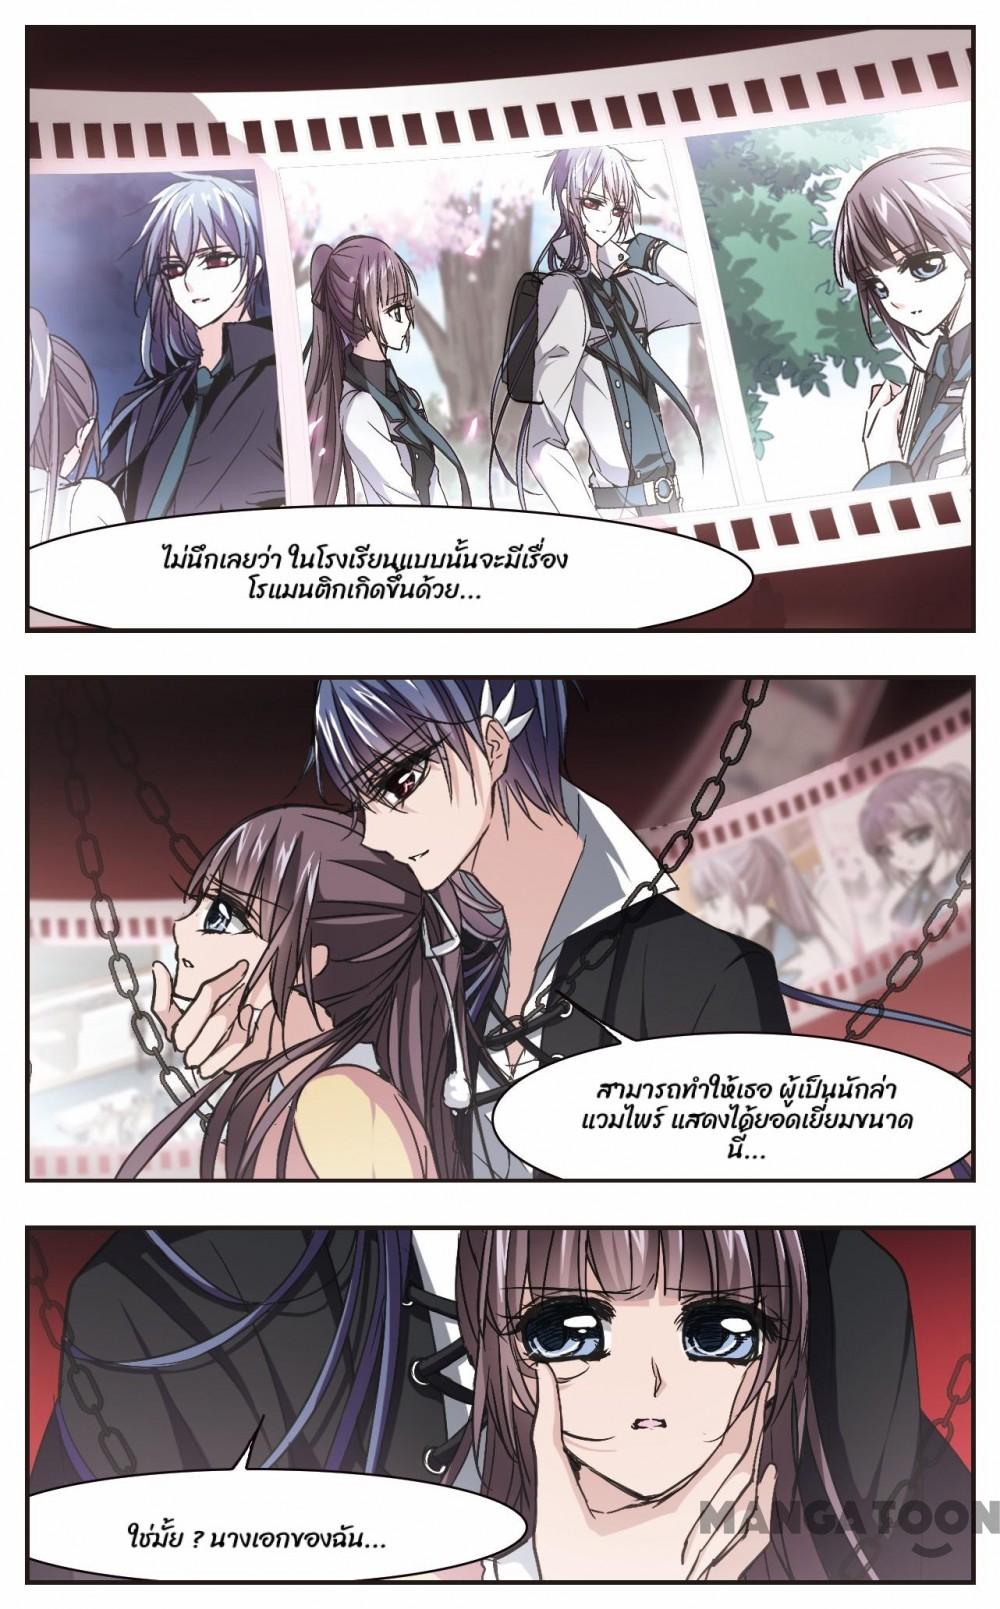 ไม่นึกเลยว่า ในโรงเรียนแบบนั้นจะมีเรื่อง
โรแมนติกเกิดขึ้นด้วย...
สามารถทำให้เธอ ผู้เป็นนักล่า
แวมไพร์ แสดงได้ยอดเยี่ยมขนาด
นี้...
ใช่มั้ย ? นางเอกของฉัน...
MANGATOON